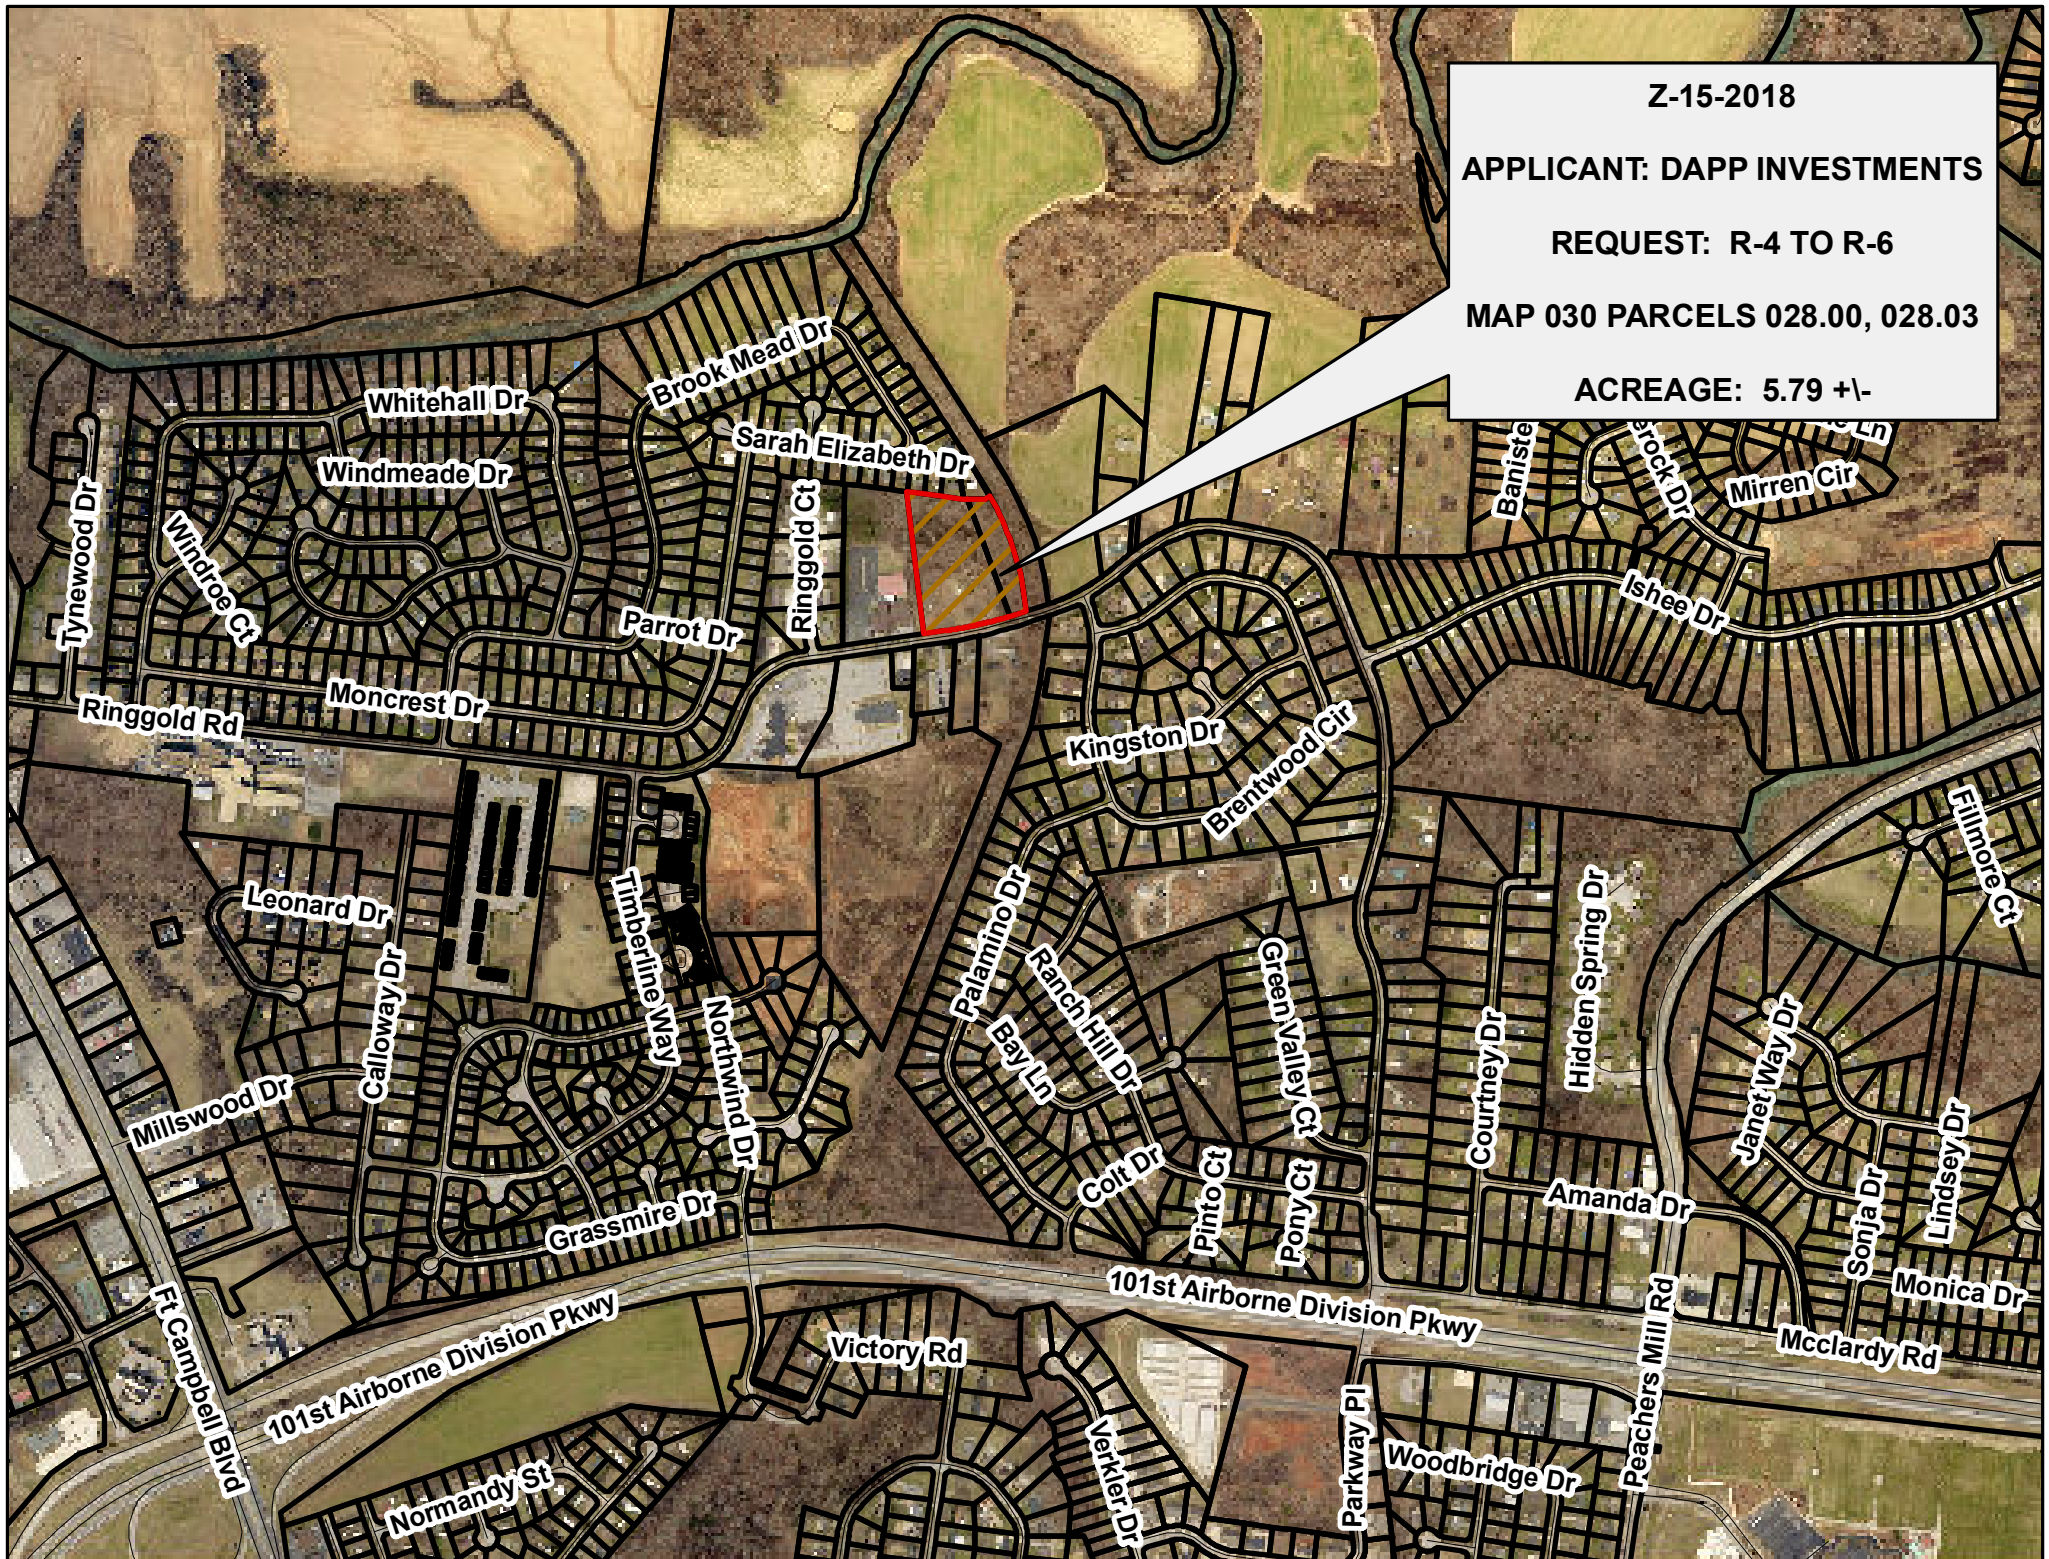 Z-15-2018
APPLICANT: DAPP INVESTMENTS
REQUEST: R-4 TO R-6
MAP 030 PARCELS 028.00, 028.03
ACREAGE: 5.79 +\-
Brook Mead Dr
Whitehall Dr
Sarah Elizabeth Dr
Windmeade Dr
Mirren Cir
Tynewood Dr
Windroe Ct
Ringgold Ct
Parrot Dr
Ishee Dr
Moncrest Dr
Ringgold Rd
Kingston Dr
Brentwood Cir
Filmore Ct
Leonard Dr
Timberline Way
Palamino Dr
Ranch Hill Dr
Green Valley Ct
Hidden Spring Dr
Calloway Dr
Northwind Dr
Bay Ln
Courtney Dr
Janet Way Dr
Millswood Dr
Lindsey Dr
Colt Dr
Pinto Ct
Pony Ct
Amanda Dr
Sonja Dr
Grassmire Dr
Monica Dr
101st Airborne Division Pkwy
101st Airborne Division Pkwy
Ft Campbell Blvd
Victory Rd
Mcclardy Rd
Peachers Mill Rd
Parkway Pl
Verkler Dr
Woodbridge Dr
Normandy St